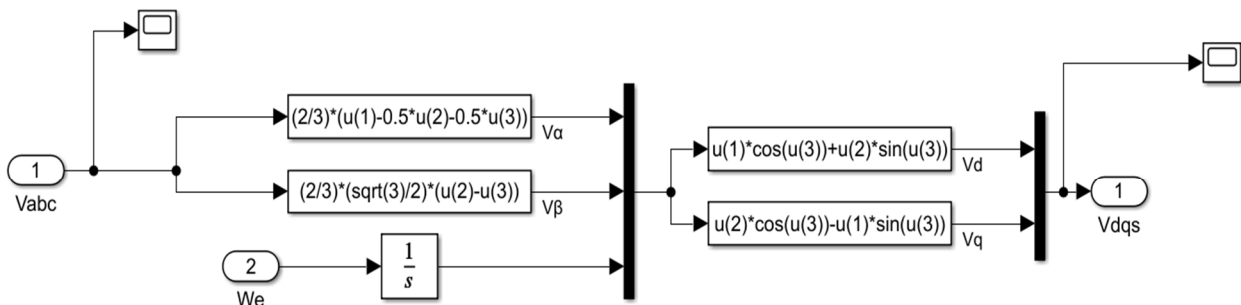 (2/3)*(u(1)-0.5*u(2)-0.5*u(3))
Vα
u(1)*cos(u(3))+u(2)*sin(u(3))
Vd
1
Vabc
(2/3)*(sqrt(3)/2)*(u(2)-u(3))
Vβ
u(2)*cos(u(3))-u(1)*sin(u(3))
Vq
1
Vdqs
2
We
1
s